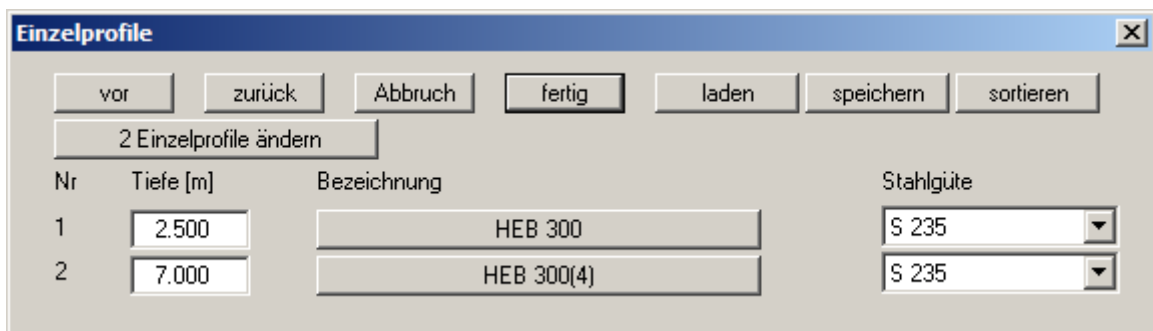 Einzelprofile
vor zurück Abbruch fertig laden speichern sortieren
2 Einzelprofile ändern
Nr Tiefe [m] Bezeichnung Stahlgüte
1 2.500 HEB 300 S 235
2 7.000 HEB 300(4) S 235